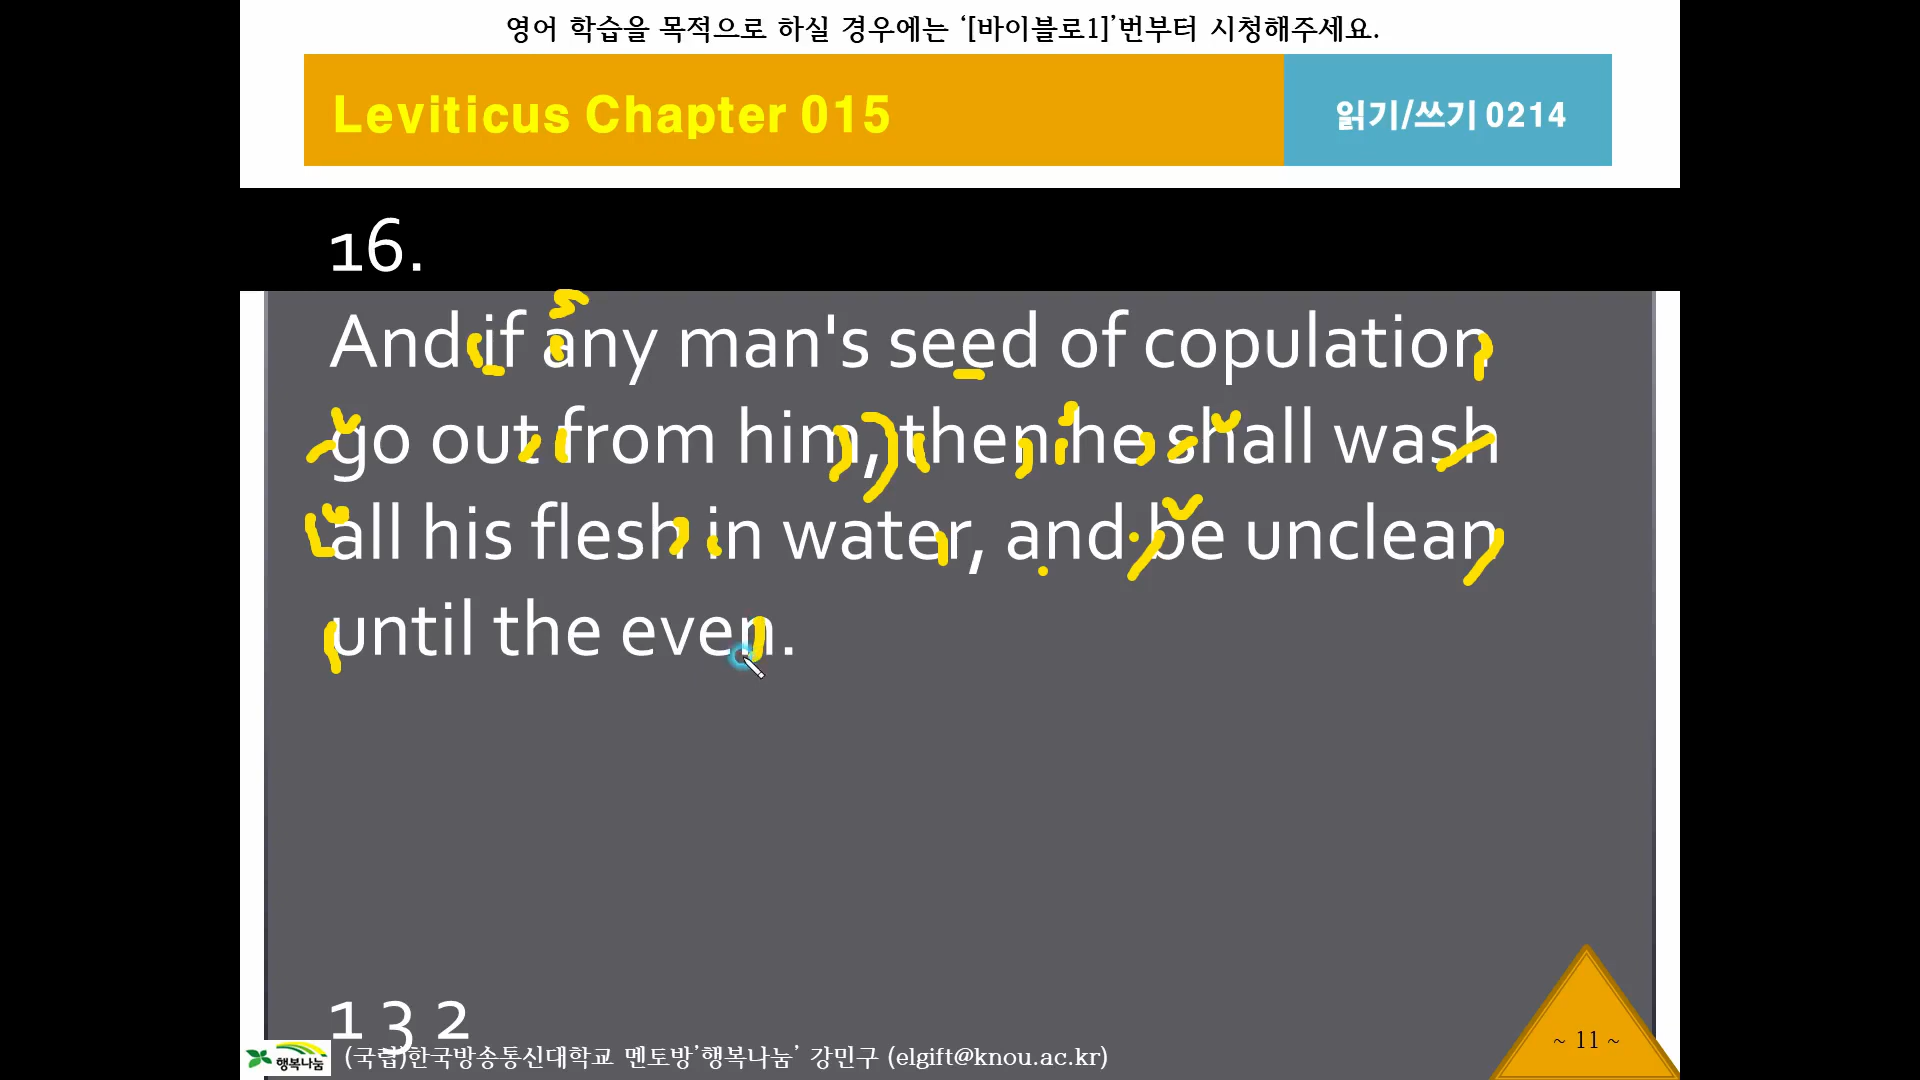 영어 학습을 목적으로 하실 경우에는 ‘[바이블로1]’번부터 시청해주세요.
Leviticus Chapter 015
읽기/쓰기 0214
16.
And if any man's seed of copulation
go out from him, then he shall wash
all his flesh in water, and be unclean
until the even.
1 3 2
행복나눔
(국립)한국방송통신대학교 멘토방’행복나눔’ 강민구 (elgift@knou.ac.kr)
~ 11 ~